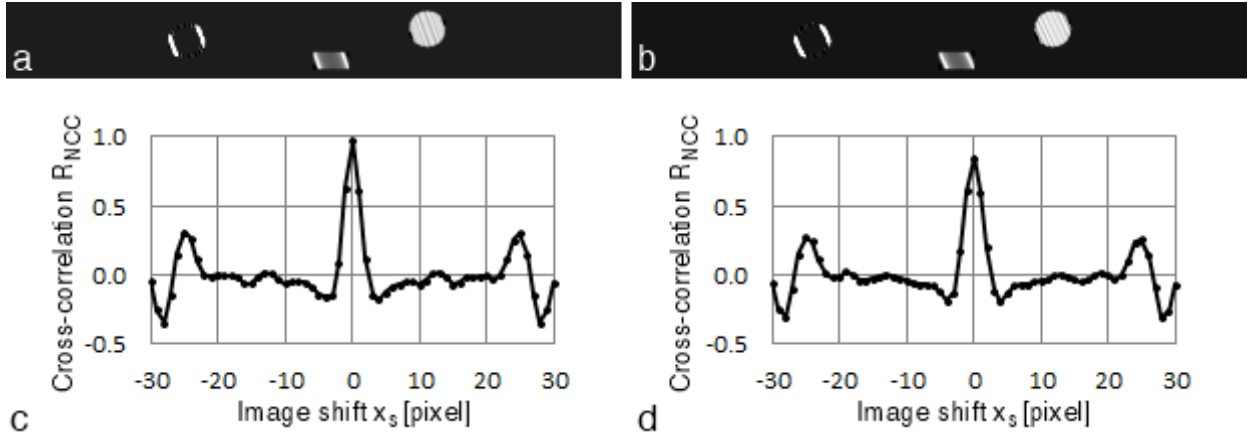 a
b
Cross-correlation R_NCC
1.0
0.5
0.0
-0.5
-30 -20 -10 0 10 20 30
Image shift x_s [pixel]
c
Cross-correlation R_NCC
1.0
0.5
0.0
-0.5
-30 -20 -10 0 10 20 30
Image shift x_s [pixel]
d